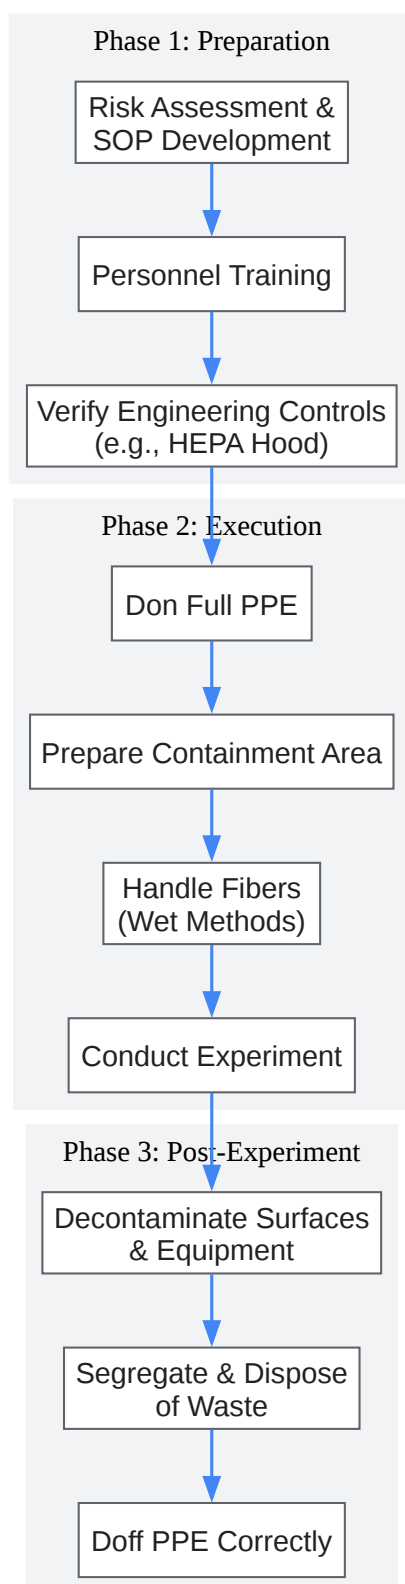 Phase 1: Preparation
Risk Assessment &
SOP Development
Personnel Training
Verify Engineering Controls
(e.g., HEPA Hood)
Phase 2: Execution
Don Full PPE
Prepare Containment Area
Handle Fibers
(Wet Methods)
Conduct Experiment
Phase 3: Post-Experiment
Decontaminate Surfaces
& Equipment
Segregate & Dispose
of Waste
Doff PPE Correctly